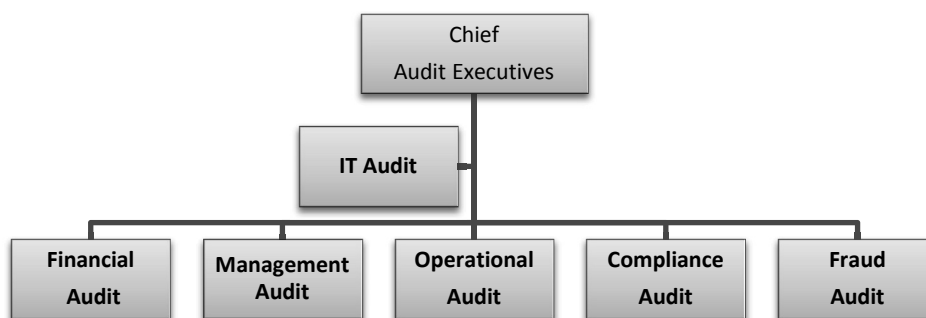 Chief
Audit Executives
IT Audit
Financial
Audit
Management
Audit
Operational
Audit
Compliance
Audit
Fraud
Audit